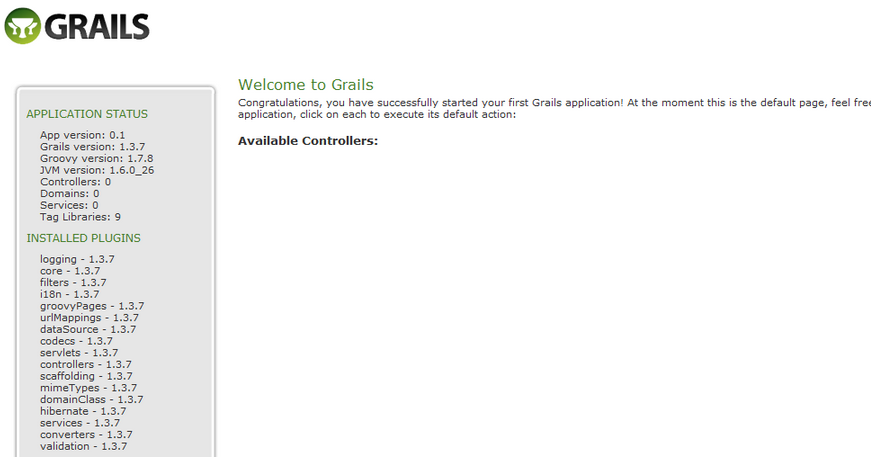 GRAILS
APPLICATION STATUS
App version: 0.1
Grails version: 1.3.7
Groovy version: 1.7.8
JVM version: 1.6.0_26
Controllers: 0
Domains: 0
Services: 0
Tag Libraries: 9
INSTALLED PLUGINS
logging - 1.3.7
core - 1.3.7
filters - 1.3.7
i18n - 1.3.7
groovyPages - 1.3.7
urlMappings - 1.3.7
dataSource - 1.3.7
codecs - 1.3.7
servlets - 1.3.7
controllers - 1.3.7
scaffolding - 1.3.7
mimeTypes - 1.3.7
domainClass - 1.3.7
hibernate - 1.3.7
services - 1.3.7
converters - 1.3.7
validation - 1.3.7
Welcome to Grails
Congratulations, you have successfully started your first Grails application! At the moment this is the default page, feel free
application, click on each to execute its default action:
Available Controllers: